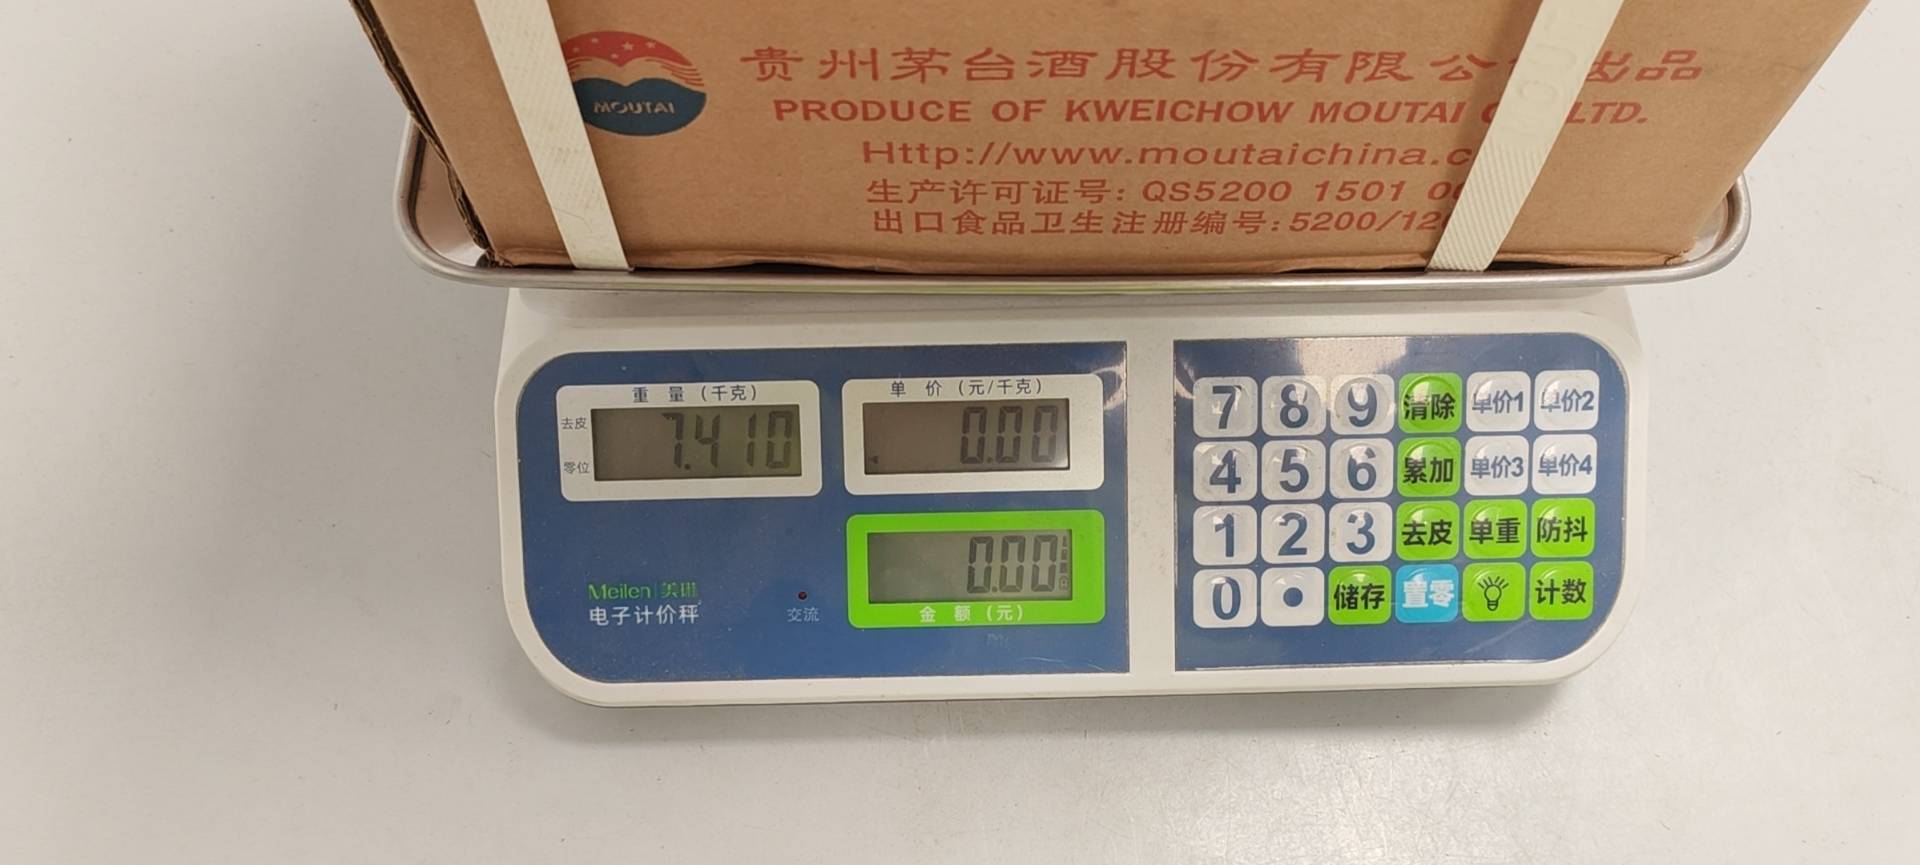 MOUTAI
贵州茅台酒股份有限公 出品
PRODUCE OF KWEICHOW MOUTAI LTD.
Http://www.moutaichina.c
生产许可证号: QS5200 1501
出口食品卫生注册编号:5200/12
重 量 (千克)
去皮
零位
7.410
单 价 (元/千克)
0.00
0.00
金 额 (元)
Meilen 美琳
电子计价秤
交流
7 8 9 清除 单价1 单价2
4 5 6 累加 单价3 单价4
1 2 3 去皮 单重 防抖
0 • 储存 置零 计数